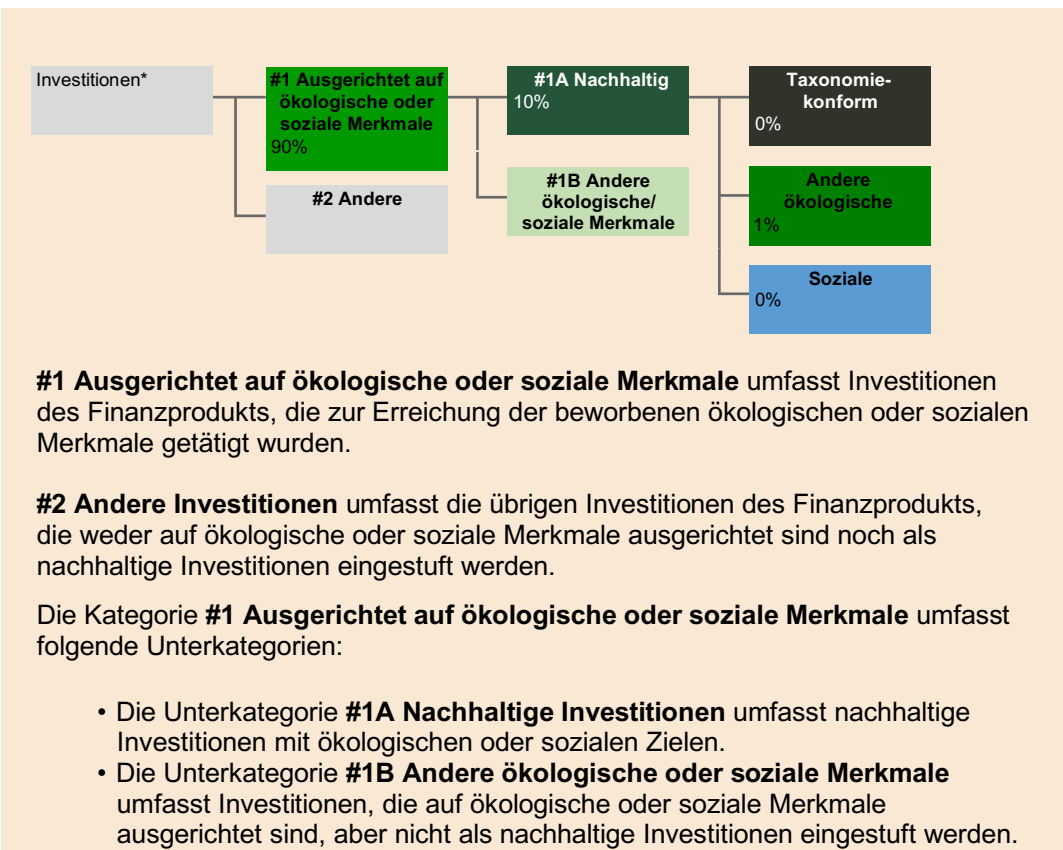 Investitionen*
#1 Ausgerichtet auf
ökologische oder
soziale Merkmale
90%
#2 Andere
#1A Nachhaltig
10%
#1B Andere
ökologische/
soziale Merkmale
Taxonomie-
konform
0%
Andere
ökologische
1%
Soziale
0%
#1 Ausgerichtet auf ökologische oder soziale Merkmale umfasst Investitionen
des Finanzprodukts, die zur Erreichung der beworbenen ökologischen oder sozialen
Merkmale getätigt wurden.
#2 Andere Investitionen umfasst die übrigen Investitionen des Finanzprodukts,
die weder auf ökologische oder soziale Merkmale ausgerichtet sind noch als
nachhaltige Investitionen eingestuft werden.
Die Kategorie #1 Ausgerichtet auf ökologische oder soziale Merkmale umfasst
folgende Unterkategorien:
• Die Unterkategorie #1A Nachhaltige Investitionen umfasst nachhaltige
Investitionen mit ökologischen oder sozialen Zielen.
• Die Unterkategorie #1B Andere ökologische oder soziale Merkmale
umfasst Investitionen, die auf ökologische oder soziale Merkmale
ausgerichtet sind, aber nicht als nachhaltige Investitionen eingestuft werden.